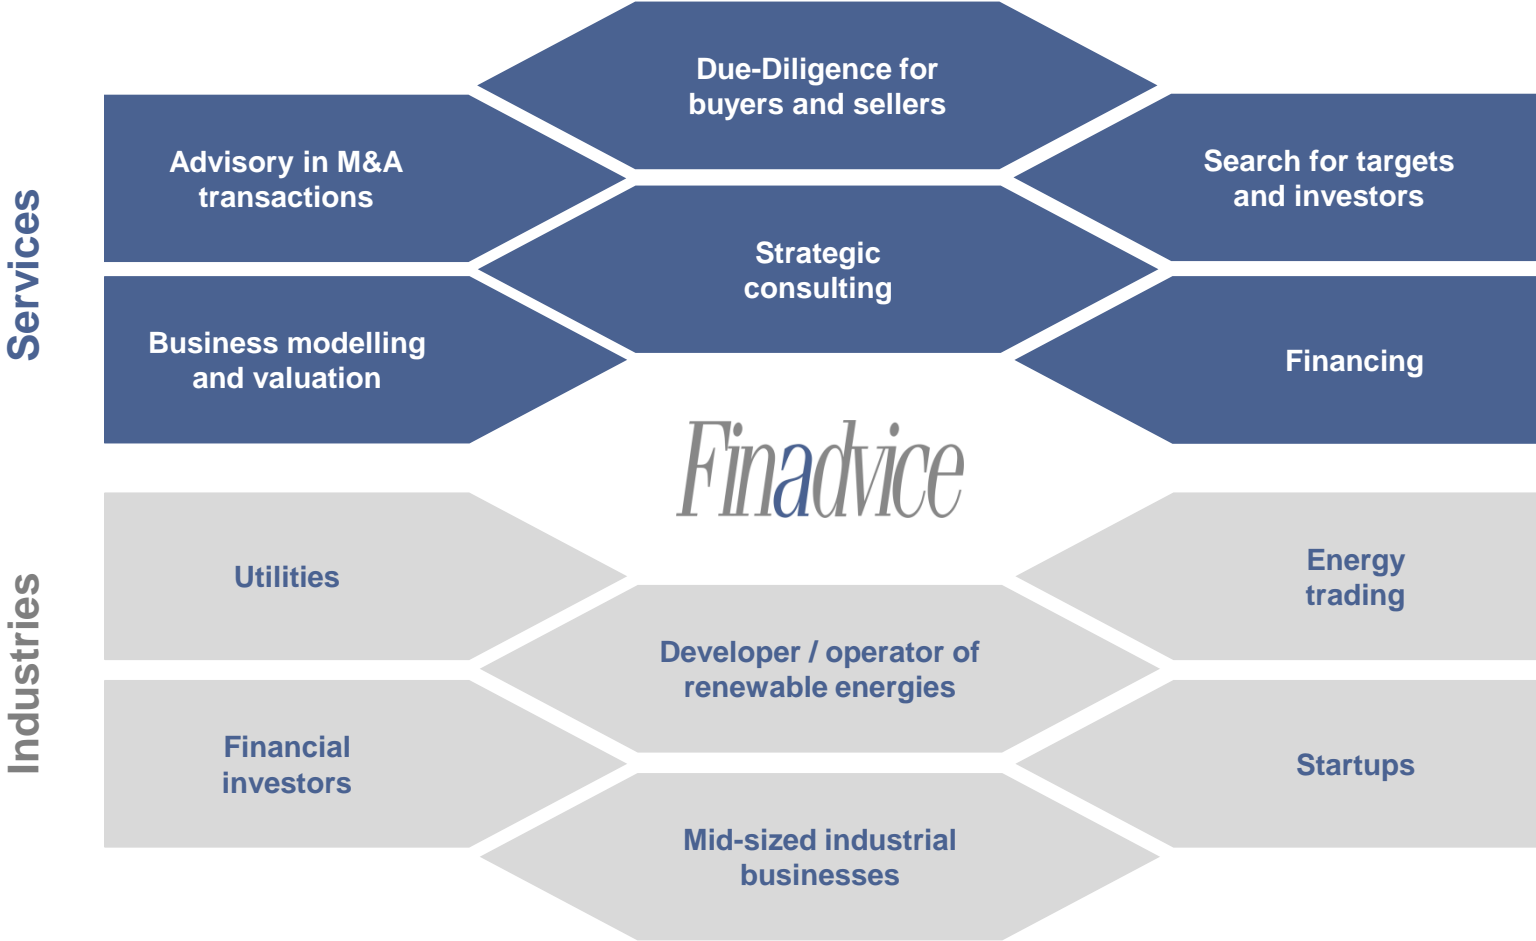 Services
Due-Diligence for
buyers and sellers
Advisory in M&A
transactions
Search for targets
and investors
Strategic
consulting
Business modelling
and valuation
Financing
Finadvice
Industries
Utilities
Energy
trading
Developer / operator of
renewable energies
Financial
investors
Startups
Mid-sized industrial
businesses